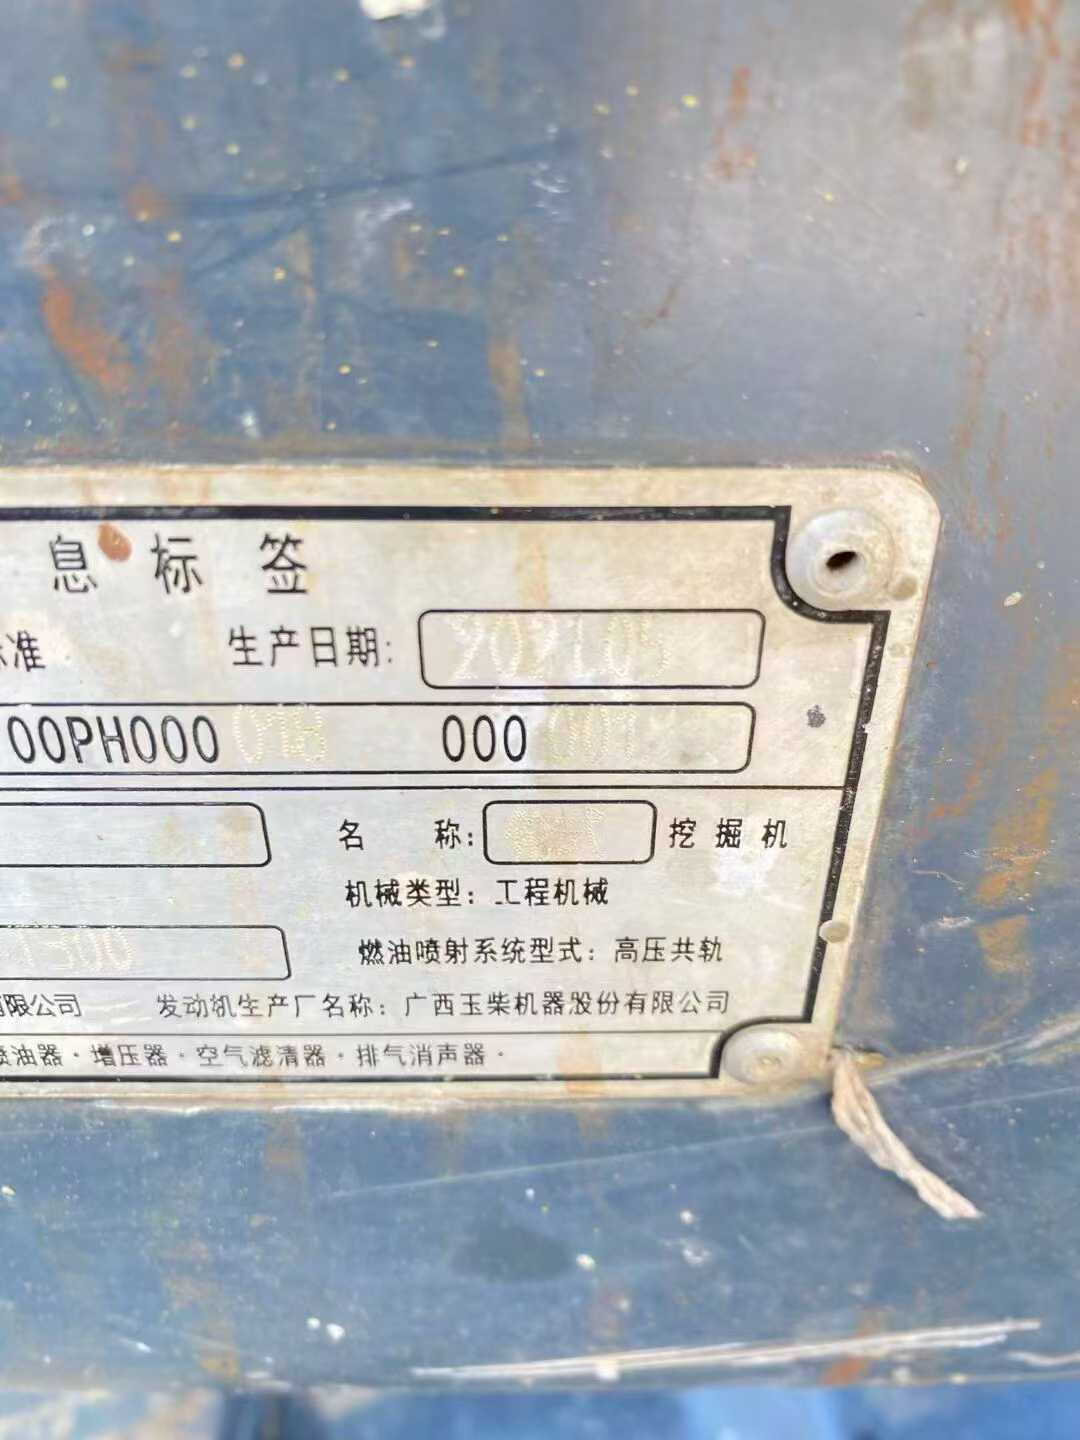 息标签
准 生产日期: 202105
00PH000 000
名 称: 挖掘机
机械类型: 工程机械
1300 燃油喷射系统型式: 高压共轨
有限公司 发动机生产厂名称: 广西玉柴机器股份有限公司
喷油器·增压器·空气滤清器·排气消声器·